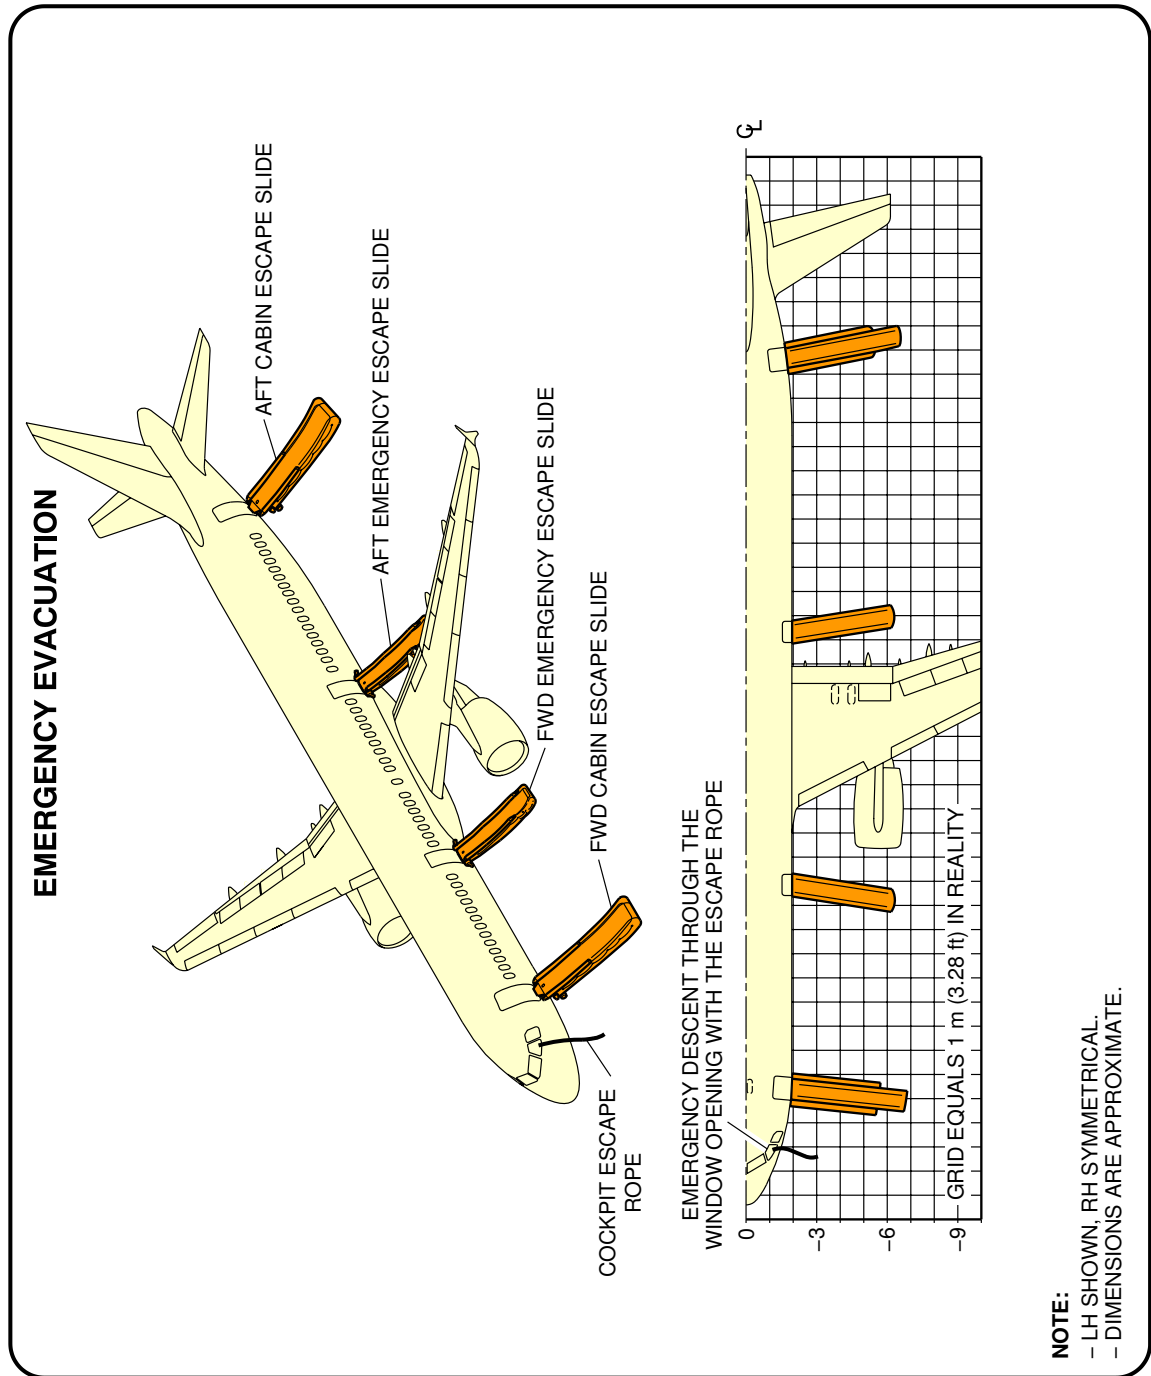 EMERGENCY EVACUATION
AFT CABIN ESCAPE SLIDE
AFT EMERGENCY ESCAPE SLIDE
FWD EMERGENCY ESCAPE SLIDE
FWD CABIN ESCAPE SLIDE
COCKPIT ESCAPE
ROPE
EMERGENCY DESCENT THROUGH THE
WINDOW OPENING WITH THE ESCAPE ROPE
℄
0
–3
–6
–9
GRID EQUALS 1 m (3.28 ft) IN REALITY
NOTE:
– LH SHOWN, RH SYMMETRICAL.
– DIMENSIONS ARE APPROXIMATE.